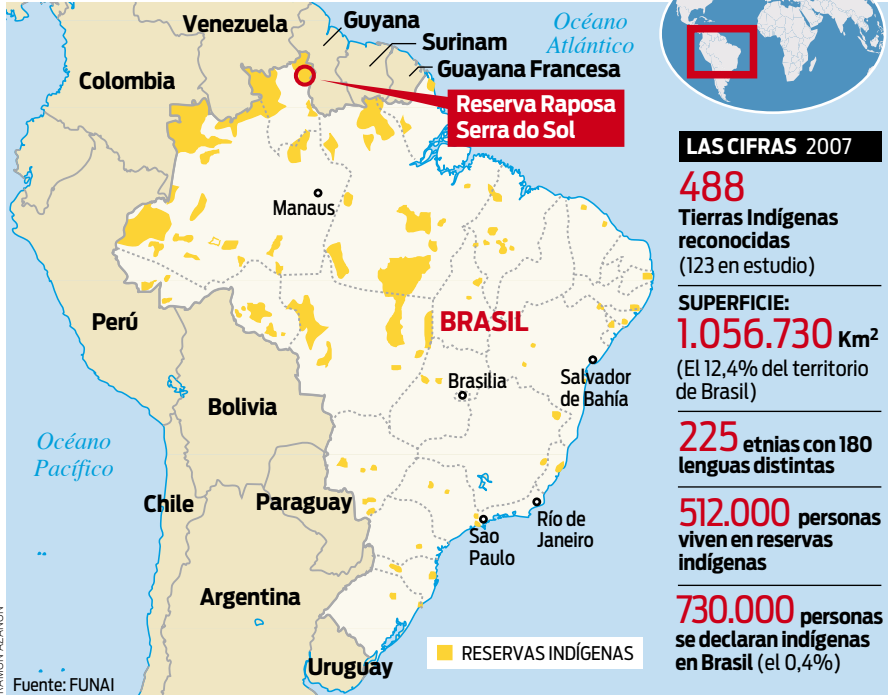 Venezuela
Guyana
Surinam
Guayana Francesa
Colombia
Océano
Atlántico
Reserva Raposa
Serra do Sol
Manaus
Perú
BRASIL
Brasilia
Salvador
de Bahía
Bolivia
Océano
Pacífico
Chile
Paraguay
Río de
Janeiro
Sao
Paulo
Argentina
Uruguay
RESERVAS INDÍGENAS
Fuente: FUNAI
LAS CIFRAS 2007
488
Tierras Indígenas
reconocidas
(123 en estudio)
SUPERFICIE:
1.056.730 Km²
(El 12,4% del territorio
de Brasil)
225 etnias con 180
lenguas distintas
512.000 personas
viven en reservas
indígenas
730.000 personas
se declaran indígenas
en Brasil (el 0,4%)